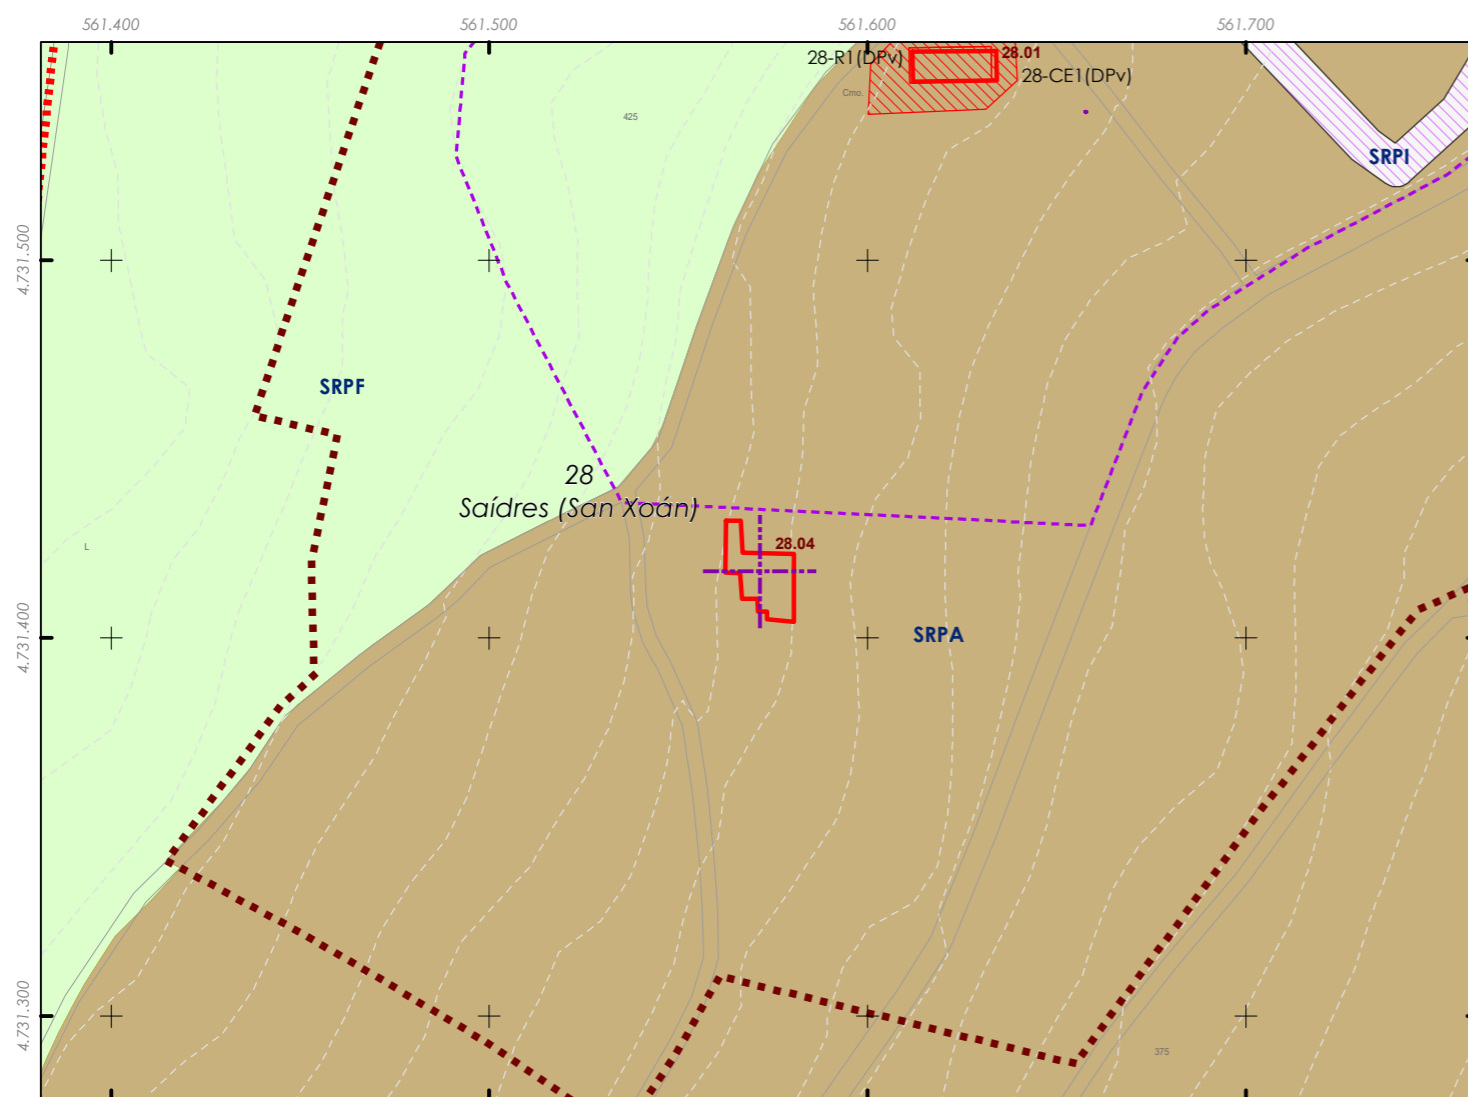 561.400
561.500
561.600
561.700
28-R1(DPv)
28.01
28-CE1(DPv)
Cmo.
425
SRPI
4.731.500
SRPF
28
Saídres (San Xoán)
28.04
L
SRPA
4.731.400
4.731.300
375